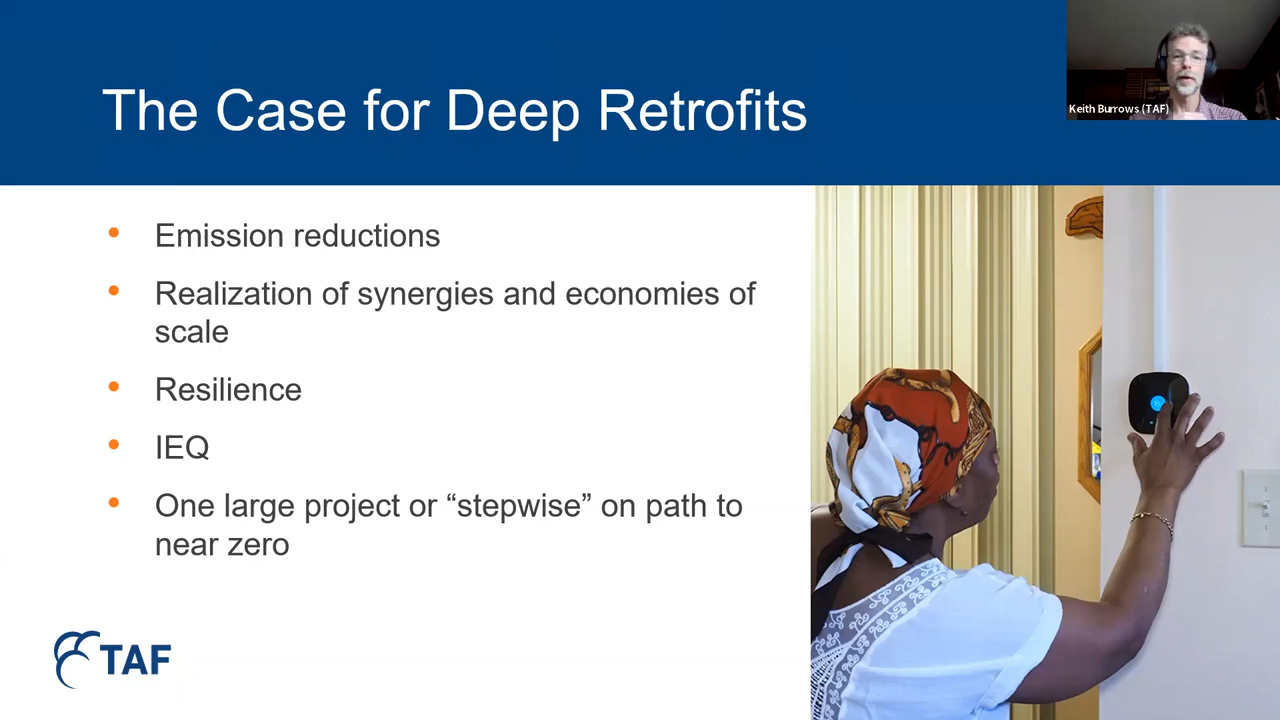 The Case for Deep Retrofits
Keith Burrows (TAF)
• Emission reductions
• Realization of synergies and economies of
scale
• Resilience
• IEQ
• One large project or “stepwise” on path to
near zero
TAF